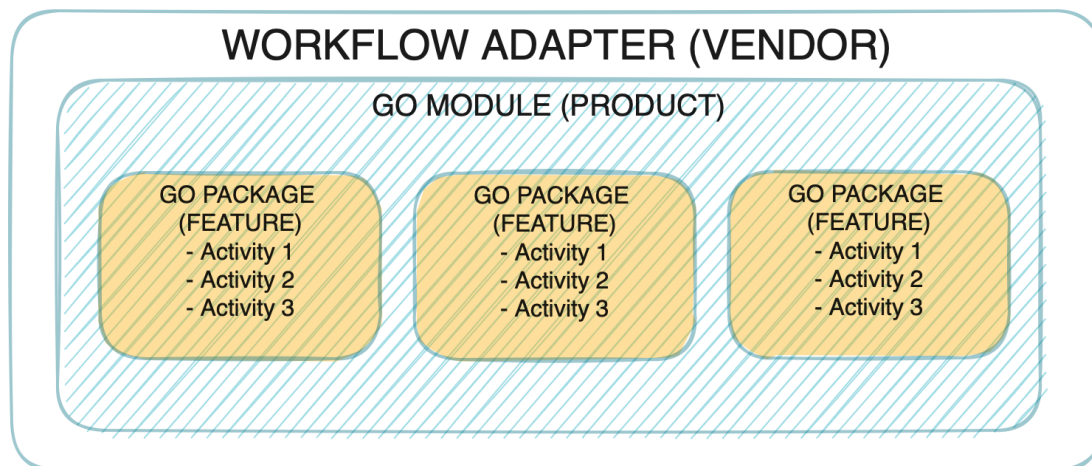 WORKFLOW ADAPTER (VENDOR)
GO MODULE (PRODUCT)
GO PACKAGE
(FEATURE)
- Activity 1
- Activity 2
- Activity 3
GO PACKAGE
(FEATURE)
- Activity 1
- Activity 2
- Activity 3
GO PACKAGE
(FEATURE)
- Activity 1
- Activity 2
- Activity 3